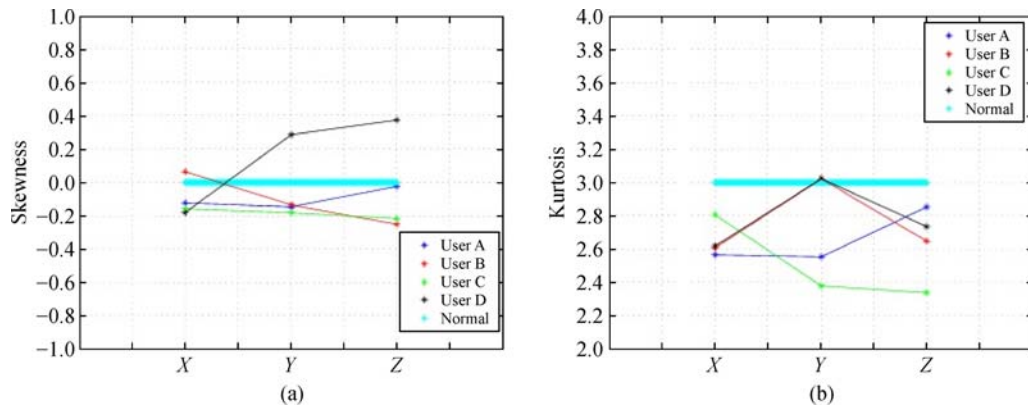 1.0
0.8
0.6
0.4
0.2
0.0
−0.2
−0.4
−0.6
−0.8
−1.0
Skewness
User A
User B
User C
User D
Normal
X Y Z
(a)
4.0
3.8
3.6
3.4
3.2
3.0
2.8
2.6
2.4
2.2
2.0
Kurtosis
User A
User B
User C
User D
Normal
X Y Z
(b)